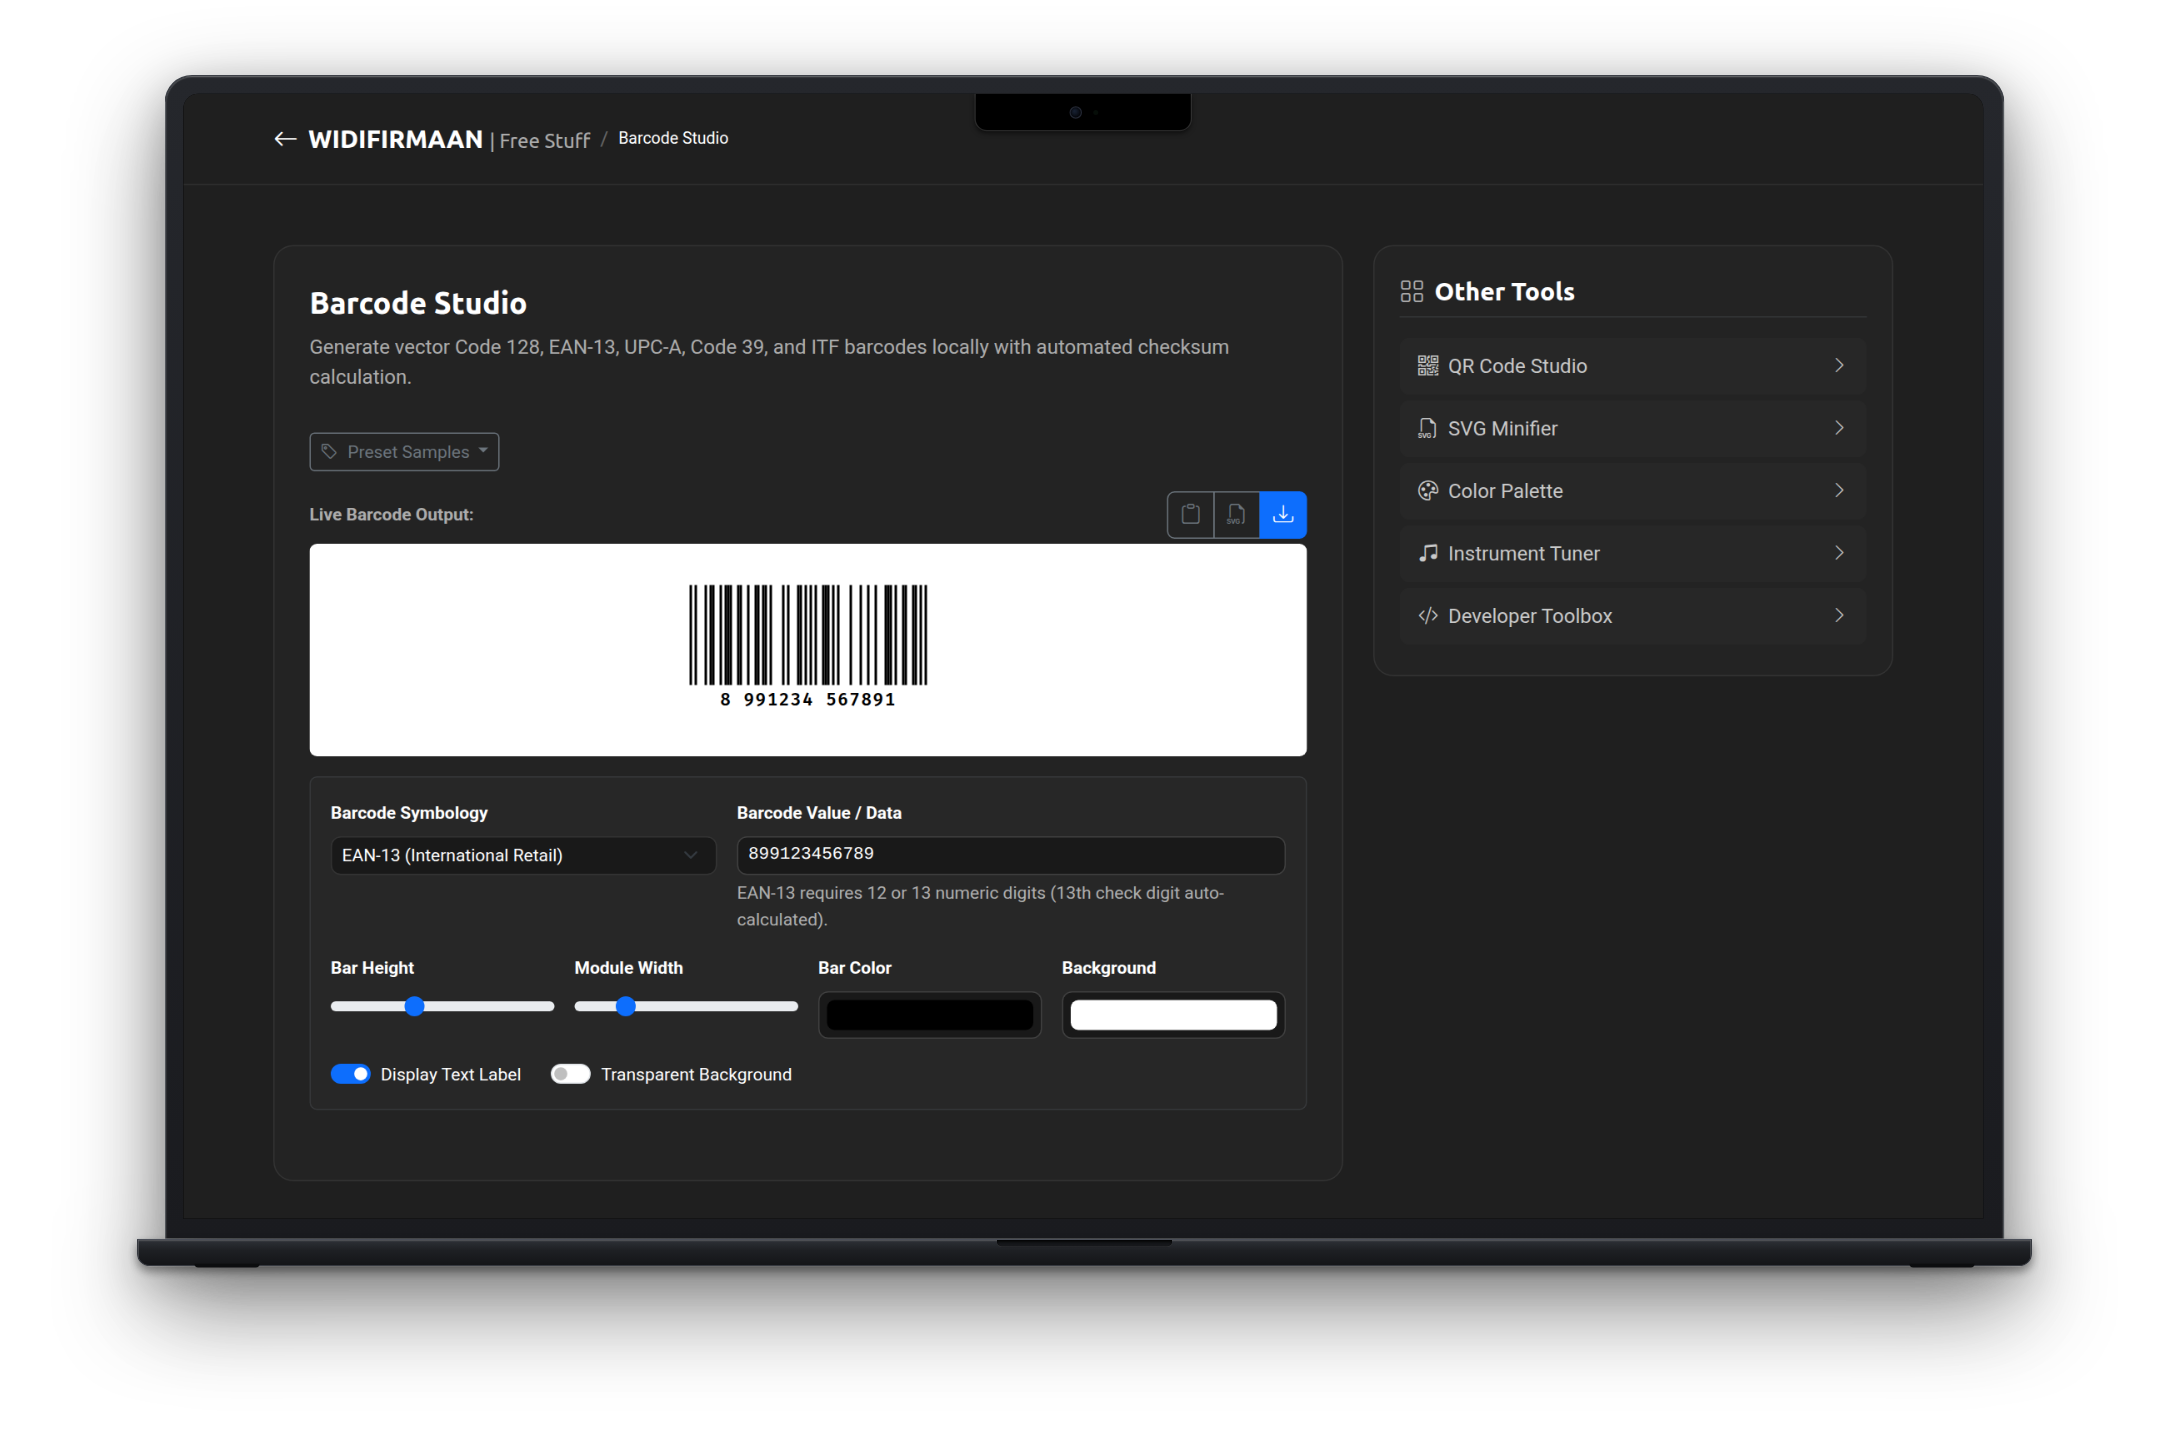 WIDIFIRMAAN | Free Stuff / Barcode Studio
Barcode Studio
Generate vector Code 128, EAN-13, UPC-A, Code 39, and ITF barcodes locally with automated checksum
calculation.
Preset Samples
Live Barcode Output:
SVG
8 991234 567891
Barcode Symbology
EAN-13 (International Retail)
Barcode Value / Data
899123456789
EAN-13 requires 12 or 13 numeric digits (13th check digit auto-
calculated).
Bar Height
Module Width
Bar Color
Background
Display Text Label
Transparent Background
Other Tools
QR Code Studio
SVG SVG Minifier
Color Palette
Instrument Tuner
Developer Toolbox